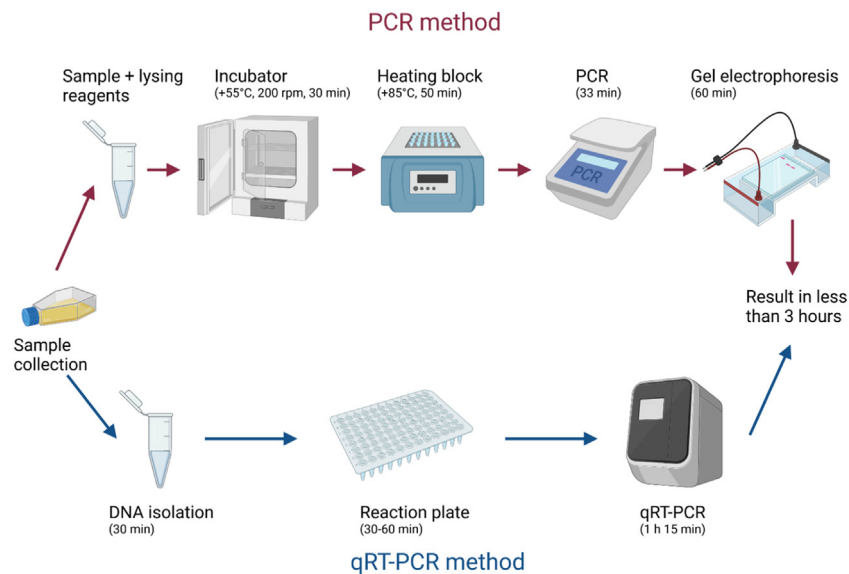 PCR method
Sample + lysing
reagents
Incubator
(+55°C, 200 rpm, 30 min)
Heating block
(+85°C, 50 min)
PCR
(33 min)
Gel electrophoresis
(60 min)
PCR
Sample
collection
Result in less
than 3 hours
DNA isolation
(30 min)
Reaction plate
(30-60 min)
qRT-PCR
(1 h 15 min)
qRT-PCR method